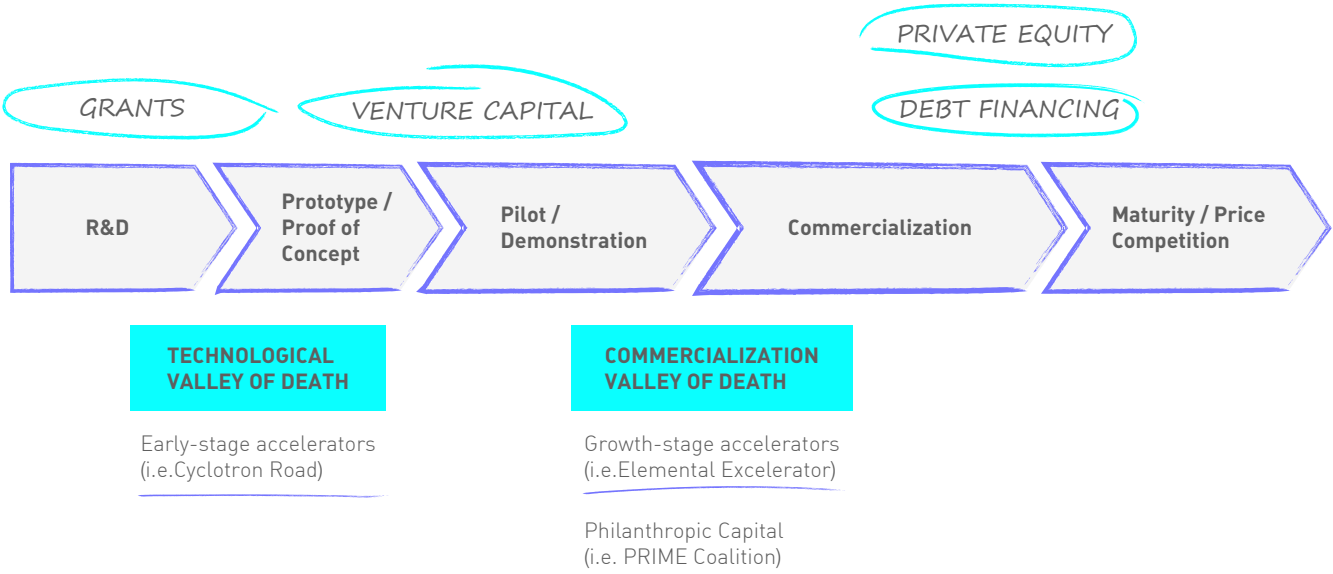 PRIVATE EQUITY
GRANTS
VENTURE CAPITAL
DEBT FINANCING
R&D
Prototype /
Proof of
Concept
Pilot /
Demonstration
Commercialization
Maturity / Price
Competition
TECHNOLOGICAL
VALLEY OF DEATH
Early-stage accelerators
(i.e.Cyclotron Road)
COMMERCIALIZATION
VALLEY OF DEATH
Growth-stage accelerators
(i.e.Elemental Excelerator)
Philanthropic Capital
(i.e. PRIME Coalition)